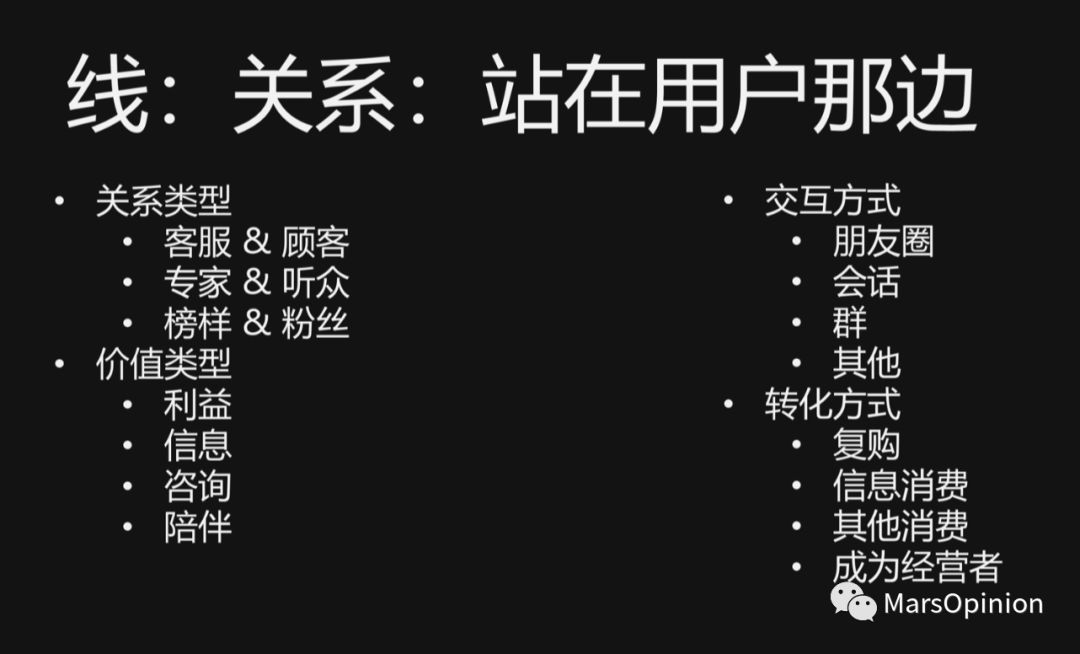 线：关系：站在用户那边
• 关系类型
• 客服 & 顾客
• 专家 & 听众
• 榜样 & 粉丝
• 价值类型
• 利益
• 信息
• 咨询
• 陪伴
• 交互方式
• 朋友圈
• 会话
• 群
• 其他
• 转化方式
• 复购
• 信息消费
• 其他消费
• 成为经营者
MarsOpinion